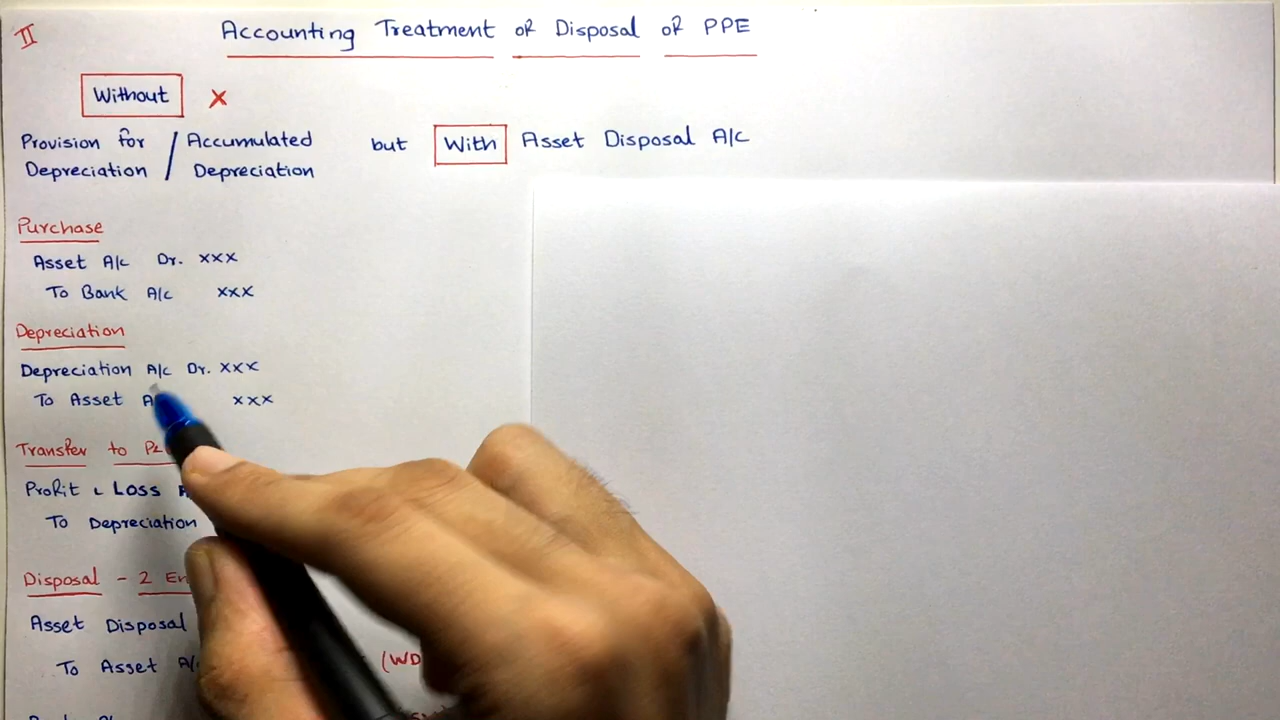 II
Accounting Treatment of Disposal of PPE
Without X
Provision for / Accumulated but With Asset Disposal A/c
Depreciation Depreciation
Purchase
Asset A/c Dr. xxx
To Bank A/c xxx
Depreciation
Depreciation A/c Dr. xxx
To Asset xxx
Transfer to
Profit & Loss
To Depreciation
Disposal - 2
Asset Disposal
To Asset